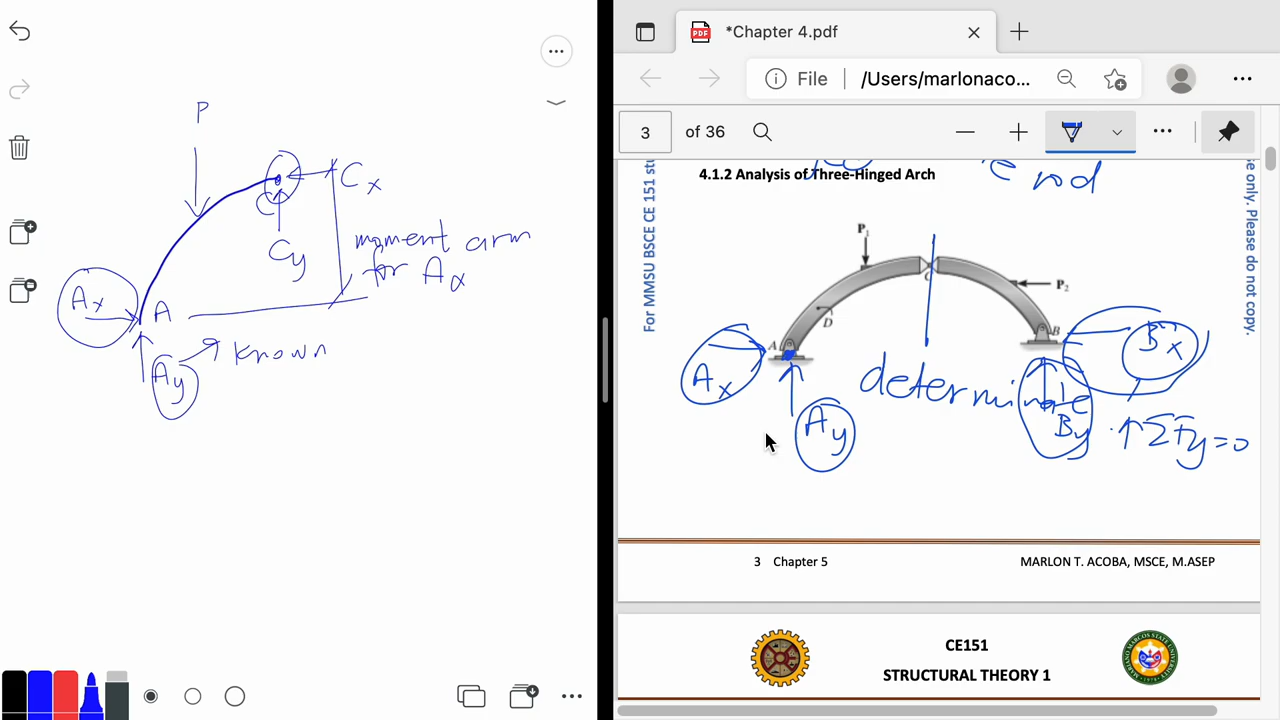 P
C
Cx
Cy
moment arm
for Ax
Ax
A
Ay
known
*Chapter 4.pdf
File
/Users/marlonaco...
3
of 36
end
4.1.2 Analysis of Three-Hinged Arch
For MMSU BSCE CE 151 stu
e only. Please do not copy.
P1
C
P2
D
A
B
Ax
Ay
determinate
Bx
By
ΣFy=0
3 Chapter 5
MARLON T. ACOBA, MSCE, M.ASEP
CE151
STRUCTURAL THEORY 1